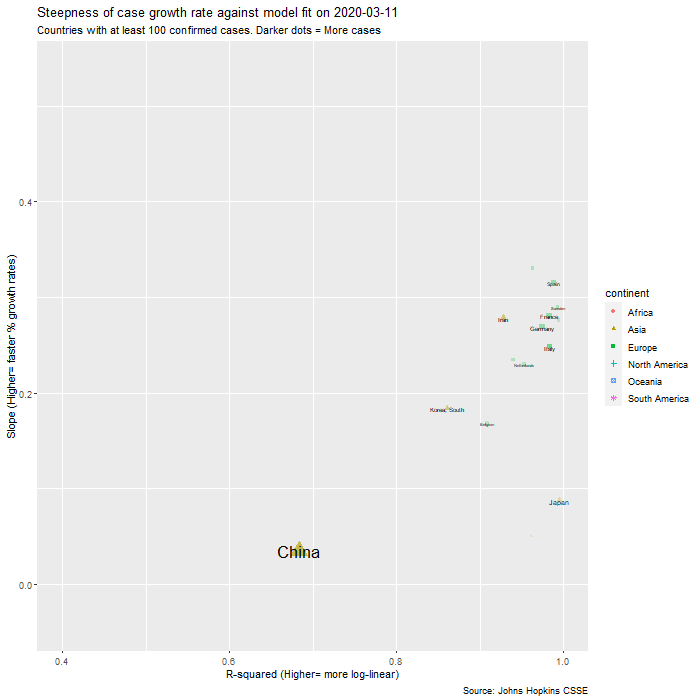 Steepness of case growth rate against model fit on 2020-03-11
Countries with at least 100 confirmed cases. Darker dots = More cases
Slope (Higher= faster % growth rates)
0.4
0.2
0.0
Spain
Sweden
France
Iran
Germany
Italy
Netherlands
Korea, South
Belgium
Japan
China
0.4
0.6
0.8
1.0
R-squared (Higher= more log-linear)
continent
Africa
Asia
Europe
North America
Oceania
South America
Source: Johns Hopkins CSSE